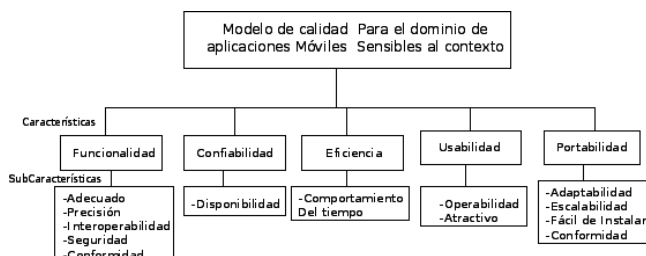 Modelo de calidad Para el dominio de
aplicaciones Móviles Sensibles al contexto
Características
Funcionalidad
Confiabilidad
Eficiencia
Usabilidad
Portabilidad
SubCaracterísticas
-Adecuado
-Precisión
-Interoperabilidad
-Seguridad
-Conformidad
-Disponibilidad
-Comportamiento
Del tiempo
-Operabilidad
-Atractivo
-Adaptabilidad
-Escalabilidad
-Fácil de Instalar
-Conformidad